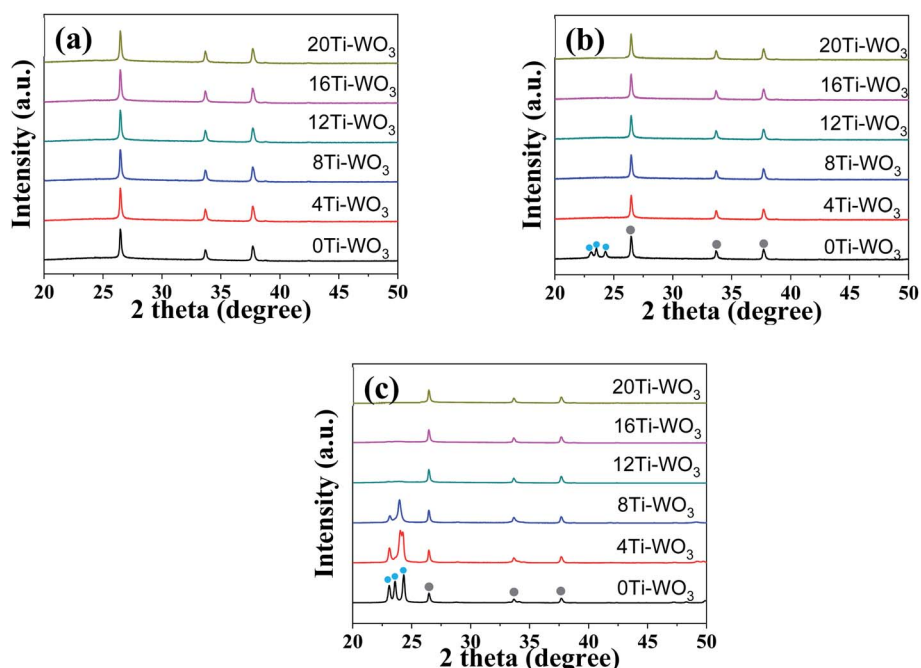 (a)
20Ti-WO3
16Ti-WO3
12Ti-WO3
8Ti-WO3
4Ti-WO3
0Ti-WO3
Intensity (a.u.)
20 25 30 35 40 45 50
2 theta (degree)
(b)
20Ti-WO3
16Ti-WO3
12Ti-WO3
8Ti-WO3
4Ti-WO3
0Ti-WO3
Intensity (a.u.)
20 25 30 35 40 45 50
2 theta (degree)
(c)
20Ti-WO3
16Ti-WO3
12Ti-WO3
8Ti-WO3
4Ti-WO3
0Ti-WO3
Intensity (a.u.)
20 25 30 35 40 45 50
2 theta (degree)